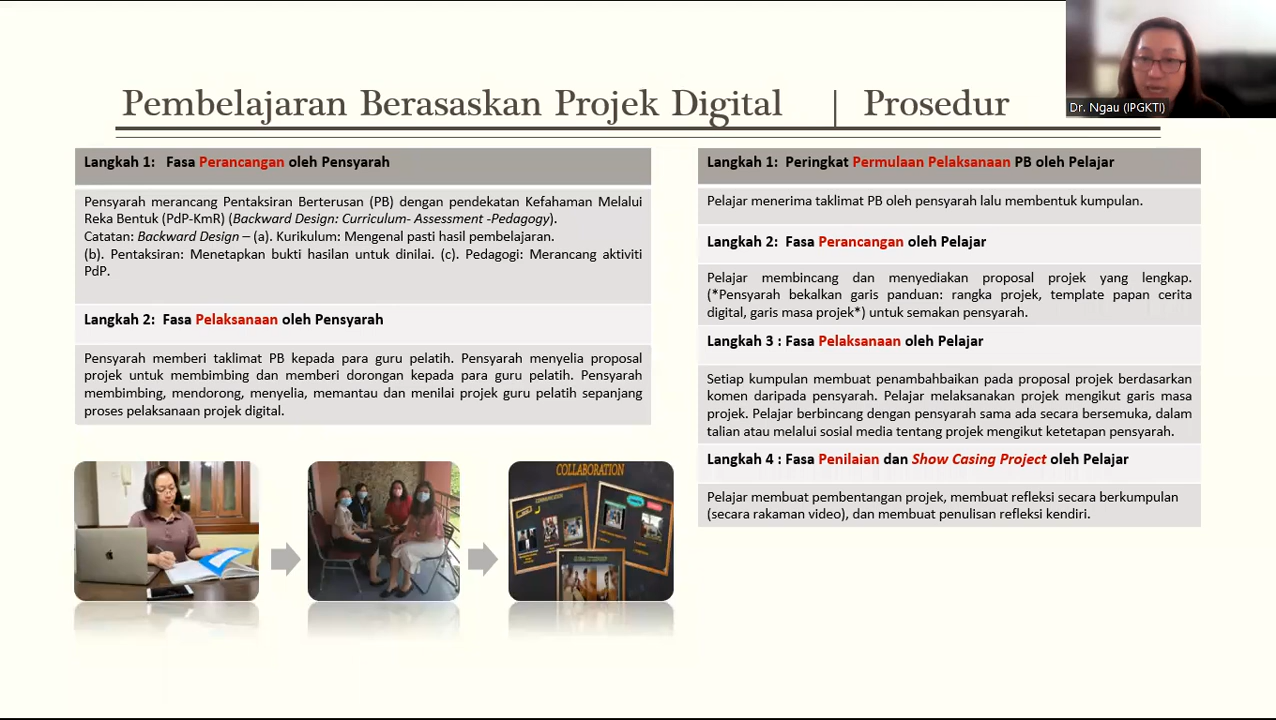 Pembelajaran Berasaskan Projek Digital | Prosedur
Dr. Ngau (IPGKTI)
Langkah 1: Fasa Perancangan oleh Pensyarah
Pensyarah merancang Pentaksiran Berterusan (PB) dengan pendekatan Kefahaman Melalui
Reka Bentuk (PdP-KmR) (Backward Design: Curriculum- Assessment -Pedagogy).
Catatan: Backward Design – (a). Kurikulum: Mengenal pasti hasil pembelajaran.
(b). Pentaksiran: Menetapkan bukti hasilan untuk dinilai. (c). Pedagogi: Merancang aktiviti
PdP.
Langkah 2: Fasa Pelaksanaan oleh Pensyarah
Pensyarah memberi taklimat PB kepada para guru pelatih. Pensyarah menyelia proposal
projek untuk membimbing dan memberi dorongan kepada para guru pelatih. Pensyarah
membimbing, mendorong, menyelia, memantau dan menilai projek guru pelatih sepanjang
proses pelaksanaan projek digital.
COLLABORATION
Langkah 1: Peringkat Permulaan Pelaksanaan PB oleh Pelajar
Pelajar menerima taklimat PB oleh pensyarah lalu membentuk kumpulan.
Langkah 2: Fasa Perancangan oleh Pelajar
Pelajar membincang dan menyediakan proposal projek yang lengkap.
(*Pensyarah bekalkan garis panduan: rangka projek, template papan cerita
digital, garis masa projek*) untuk semakan pensyarah.
Langkah 3 : Fasa Pelaksanaan oleh Pelajar
Setiap kumpulan membuat penambahbaikan pada proposal projek berdasarkan
komen daripada pensyarah. Pelajar melaksanakan projek mengikut garis masa
projek. Pelajar berbincang dengan pensyarah sama ada secara bersemuka, dalam
talian atau melalui sosial media tentang projek mengikut ketetapan pensyarah.
Langkah 4 : Fasa Penilaian dan Show Casing Project oleh Pelajar
Pelajar membuat pembentangan projek, membuat refleksi secara berkumpulan
(secara rakaman video), dan membuat penulisan refleksi kendiri.